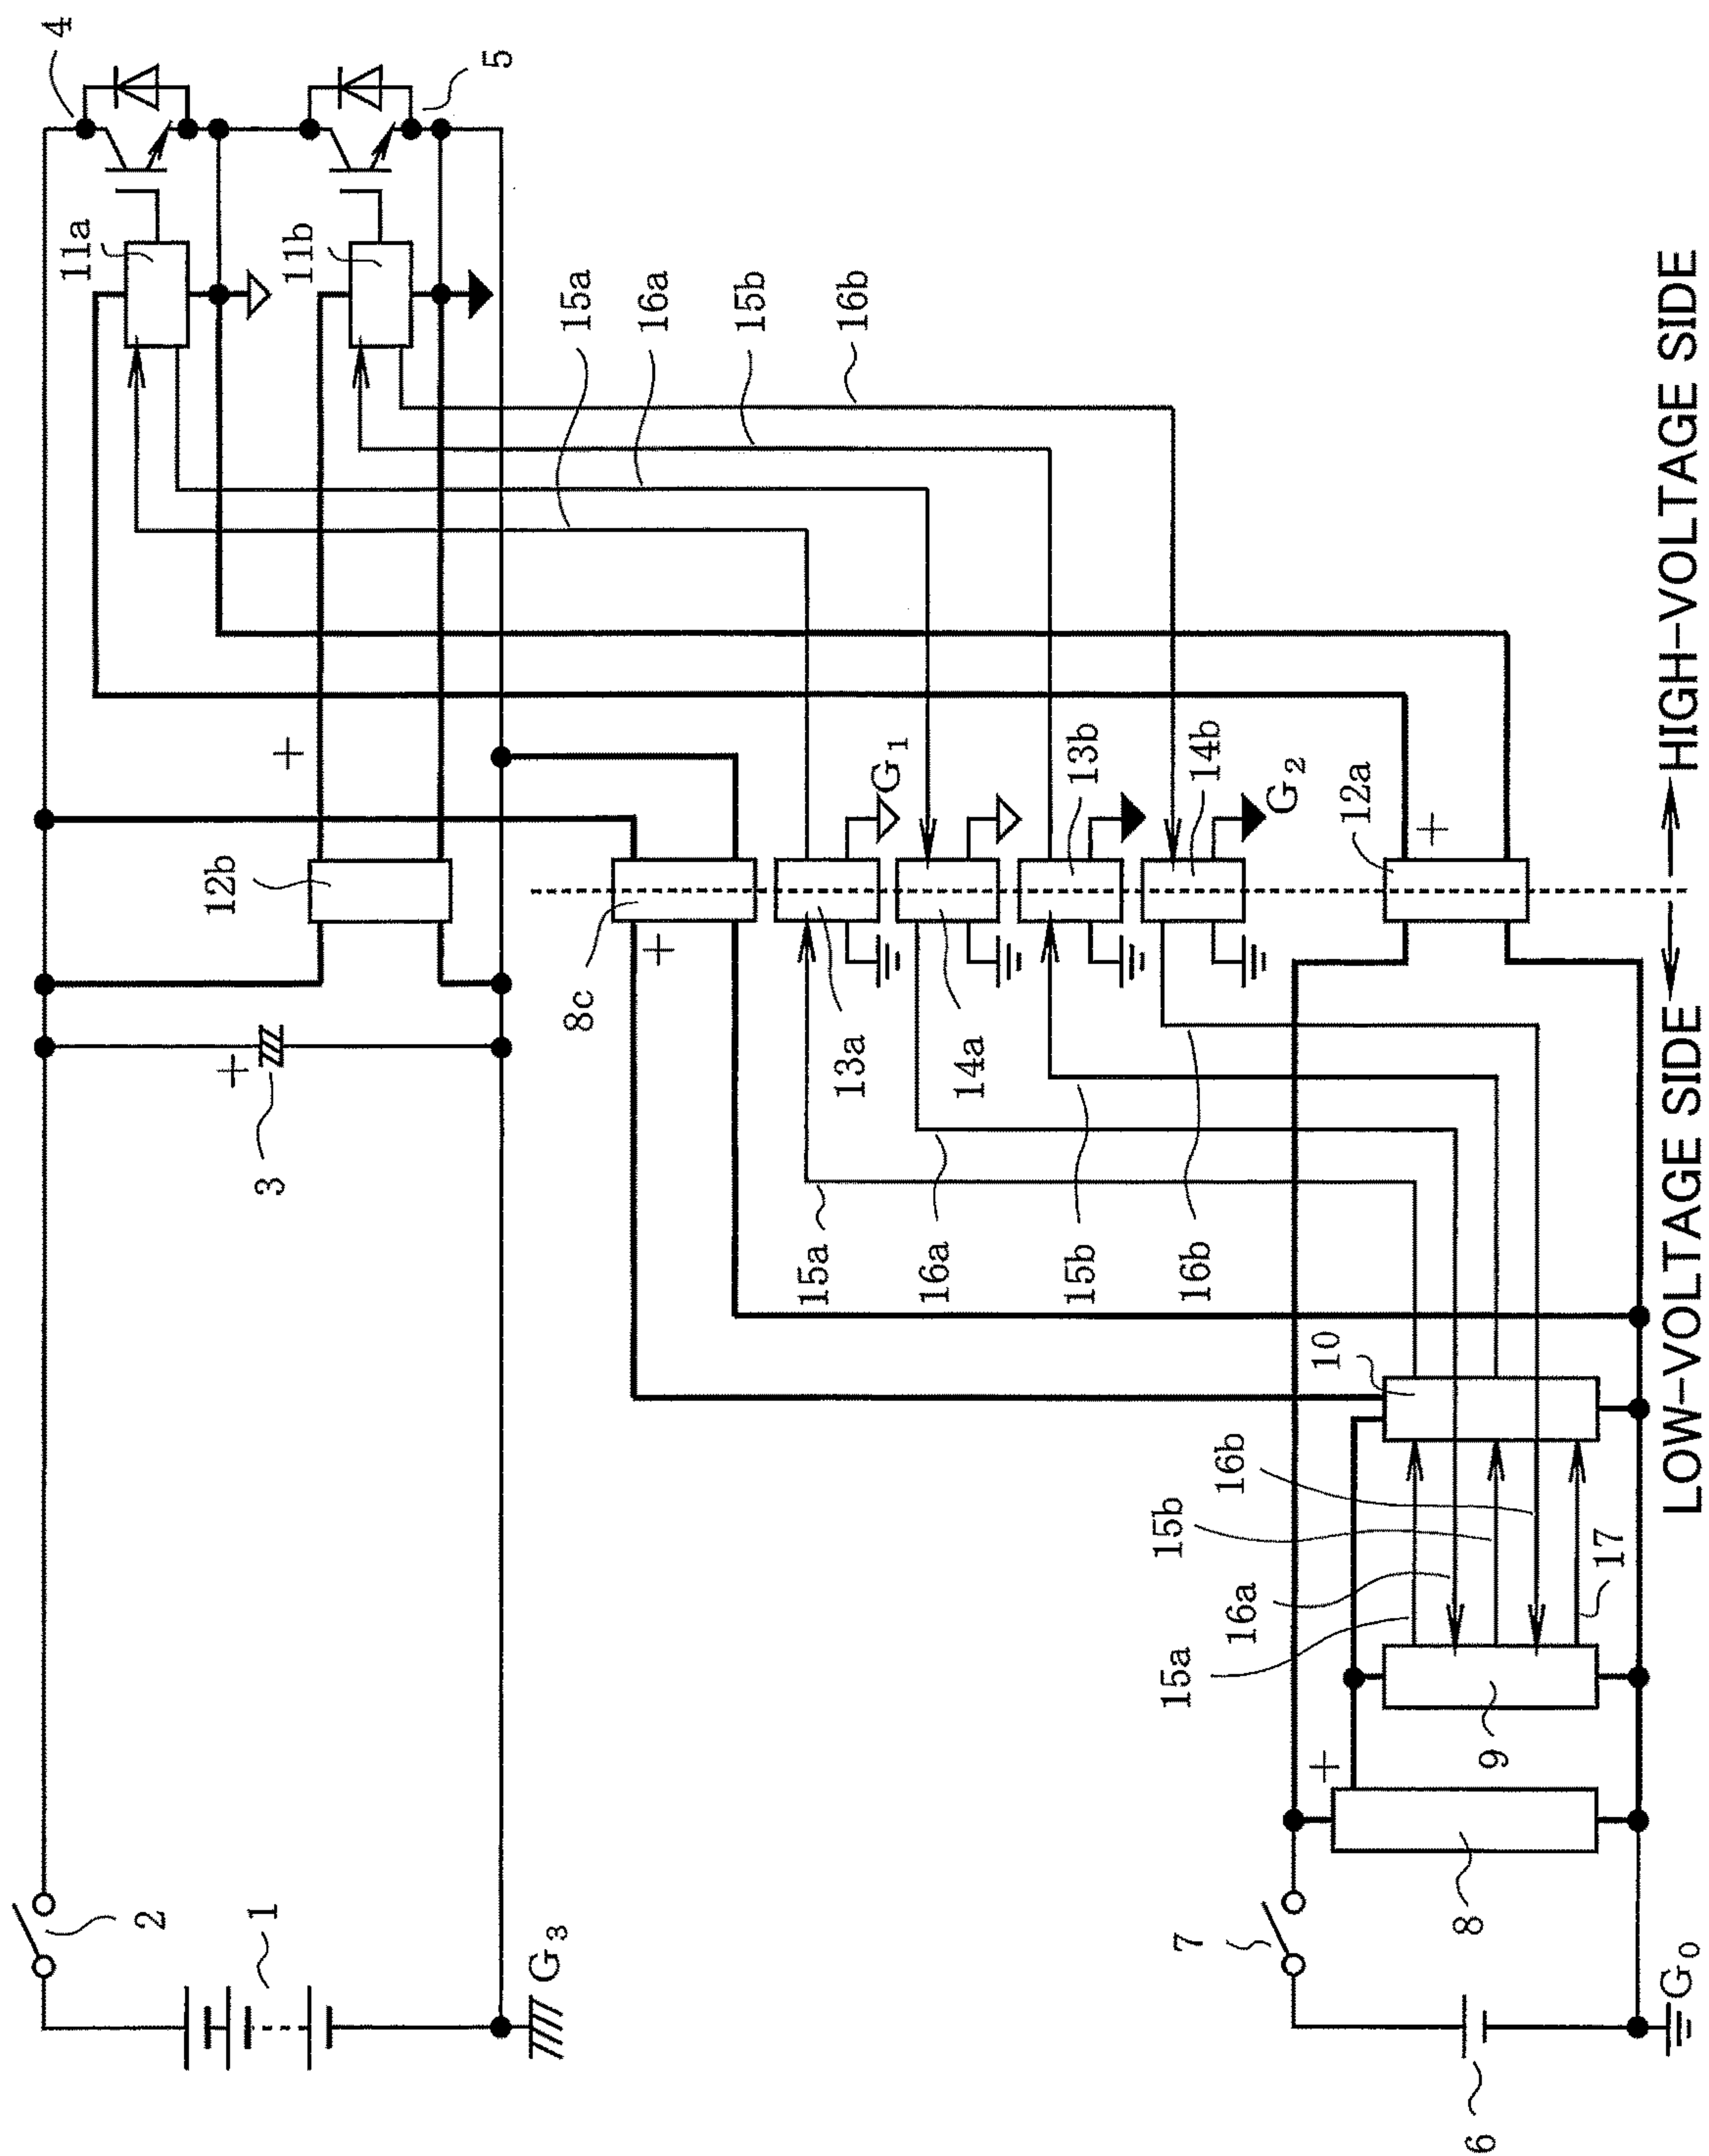 4
5
11a
11b
15a
16a
15b
16b
+
12b
G1
13b
14b
G2
12a
+
8c
+
13a
14a
+
3
15a
16a
15b
16b
10
16b
15b
16a
15a
17
9
+
8
2
1
G3
7
6
G0
LOW-VOLTAGE SIDE
HIGH-VOLTAGE SIDE